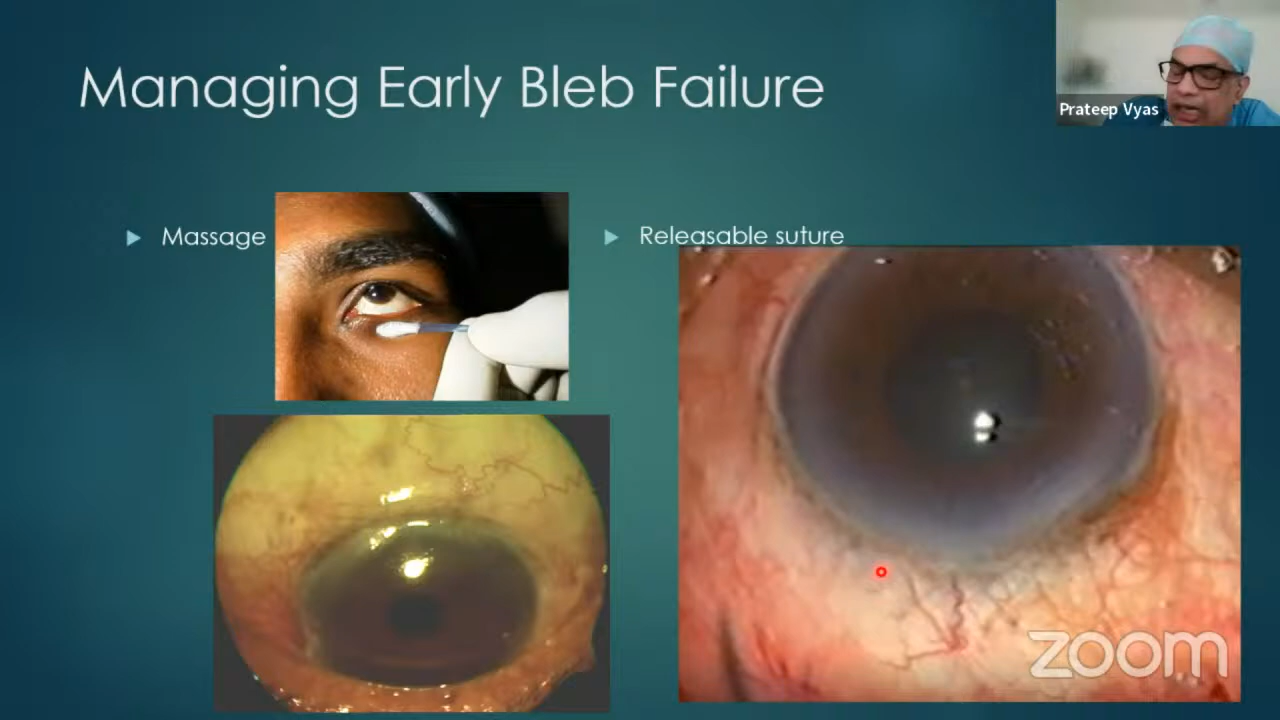 Managing Early Bleb Failure
Prateep Vyas
Massage
Releasable suture
zoom